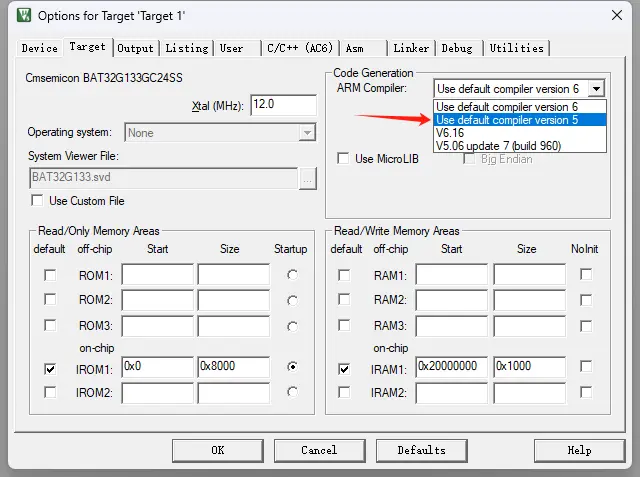 Options for Target 'Target 1'
Device Target Output Listing User C/C++ (AC6) Asm Linker Debug Utilities
Cmsemicon BAT32G133GC24SS
Xtal (MHz): 12.0
Operating system: None
System Viewer File:
BAT32G133.svd ...
Use Custom File
Code Generation
ARM Compiler: Use default compiler version 6
Use default compiler version 6
Use default compiler version 5
V6.16
V5.06 update 7 (build 960)
Use MicroLIB Big Endian
Read/Only Memory Areas
default off-chip Start Size Startup
ROM1:
ROM2:
ROM3:
on-chip
IROM1: 0x0 0x8000
IROM2:
Read/Write Memory Areas
default off-chip Start Size NoInit
RAM1:
RAM2:
RAM3:
on-chip
IRAM1: 0x20000000 0x1000
IRAM2:
OK Cancel Defaults Help